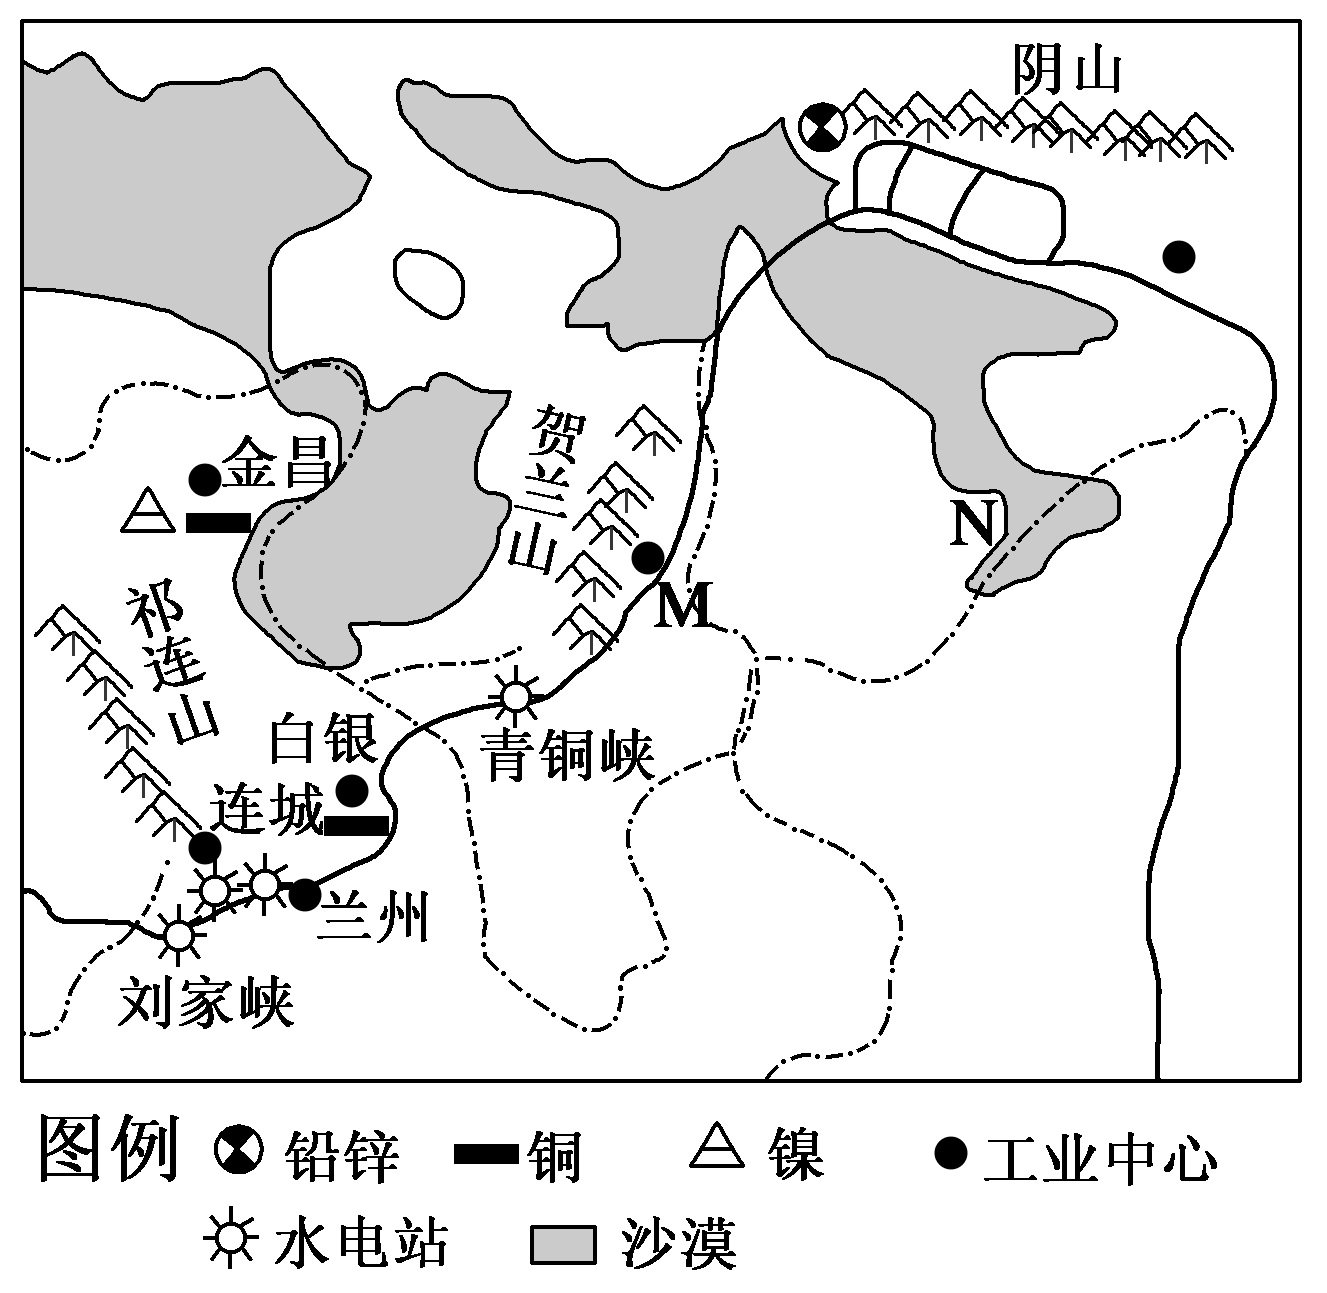 阴山
贺兰山
金昌
N
M
祁连山
白银
青铜峡
连城
兰州
刘家峡
图例 铅锌 铜 镍 工业中心
水电站 沙漠